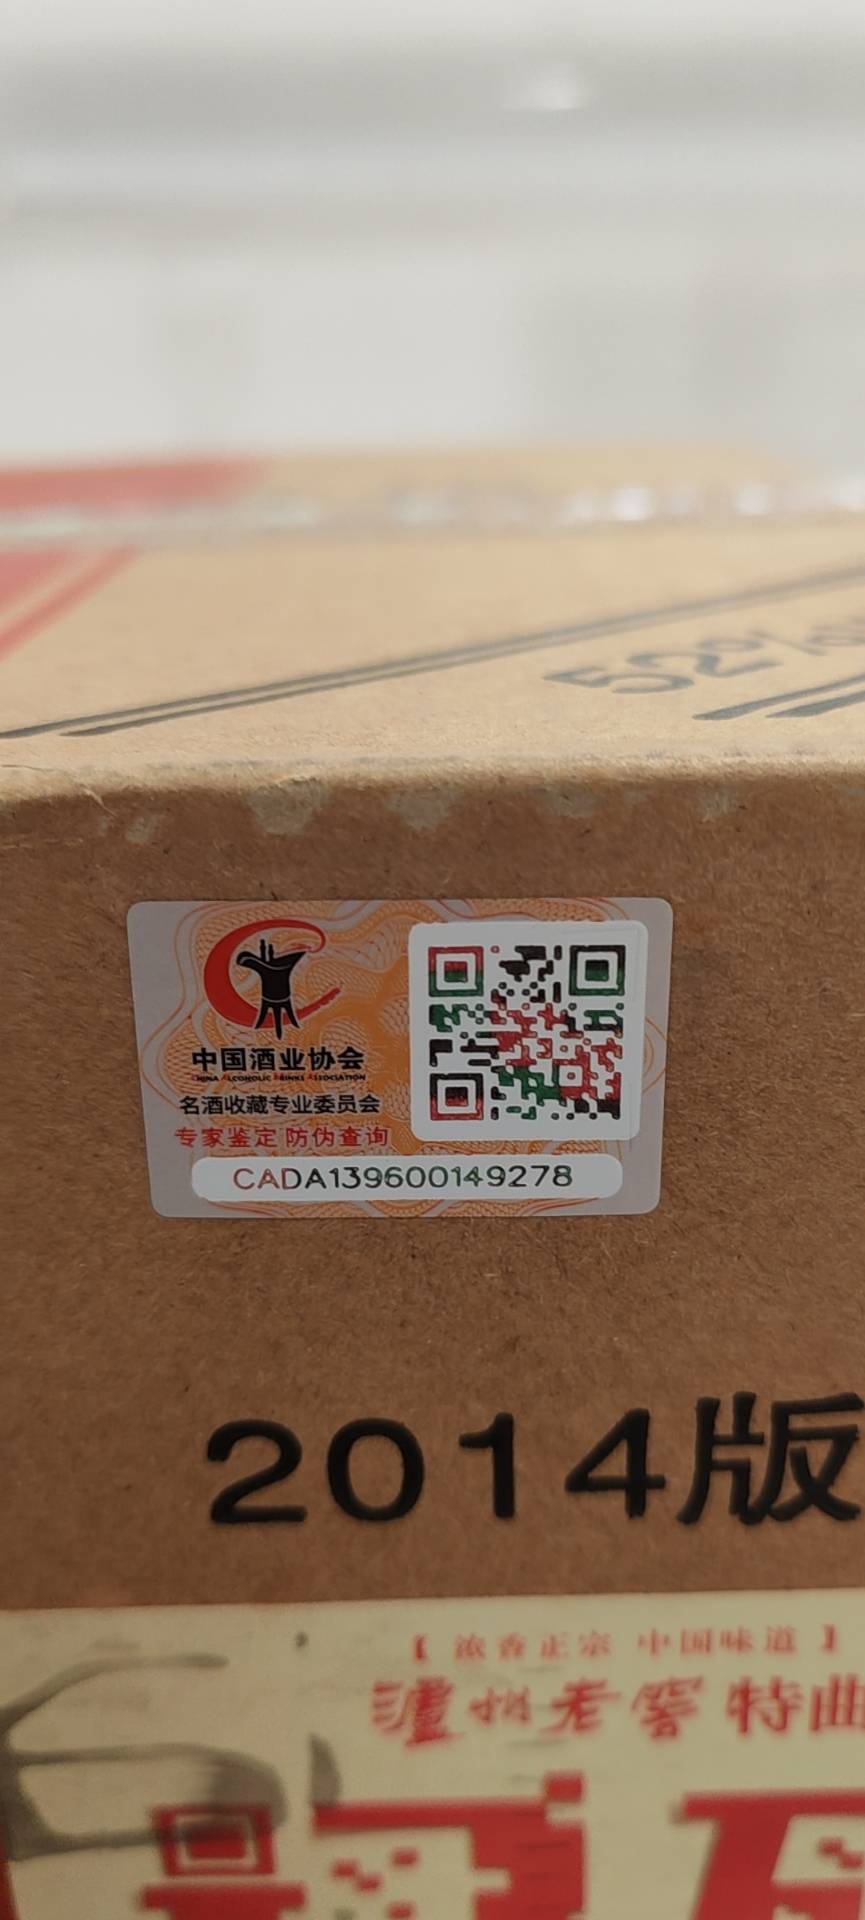 52%
中国酒业协会
CHINA ALCOHOLIC DRINKS ASSOCIATION
名酒收藏专业委员会
专家鉴定 防伪查询
CADA139600149278
2014版
【 浓香正宗 中国味道 】
泸州老窖 特曲